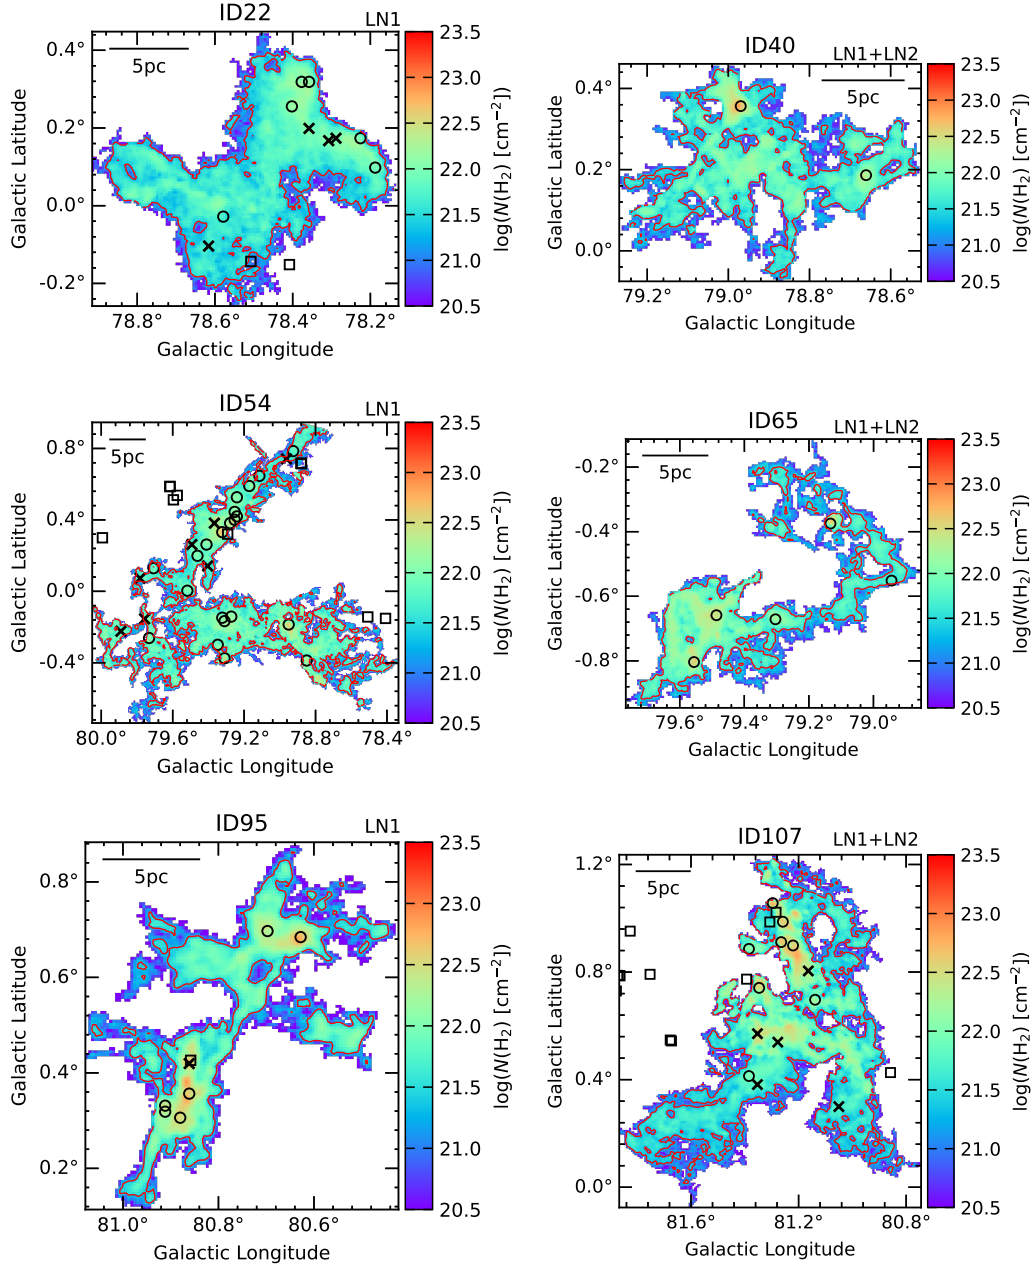 ID22
LN1
5pc
0.4°
0.2°
0.0°
-0.2°
Galactic Latitude
78.8° 78.6° 78.4° 78.2°
Galactic Longitude
23.5
23.0
22.5
22.0
21.5
21.0
20.5
log(N(H₂) [cm⁻²])
ID40
LN1+LN2
5pc
0.4°
0.2°
0.0°
Galactic Latitude
79.2° 79.0° 78.8° 78.6°
Galactic Longitude
23.5
23.0
22.5
22.0
21.5
21.0
20.5
log(N(H₂) [cm⁻²])
ID54
LN1
5pc
0.8°
0.4°
0.0°
-0.4°
Galactic Latitude
80.0° 79.6° 79.2° 78.8° 78.4°
Galactic Longitude
23.5
23.0
22.5
22.0
21.5
21.0
20.5
log(N(H₂) [cm⁻²])
ID65
LN1+LN2
5pc
-0.2°
-0.4°
-0.6°
-0.8°
Galactic Latitude
79.6° 79.4° 79.2° 79.0°
Galactic Longitude
23.5
23.0
22.5
22.0
21.5
21.0
20.5
log(N(H₂) [cm⁻²])
ID95
LN1
5pc
0.8°
0.6°
0.4°
0.2°
Galactic Latitude
81.0° 80.8° 80.6°
Galactic Longitude
23.5
23.0
22.5
22.0
21.5
21.0
20.5
log(N(H₂) [cm⁻²])
ID107
LN1+LN2
5pc
1.2°
0.8°
0.4°
0.0°
Galactic Latitude
81.6° 81.2° 80.8°
Galactic Longitude
23.5
23.0
22.5
22.0
21.5
21.0
20.5
log(N(H₂) [cm⁻²])